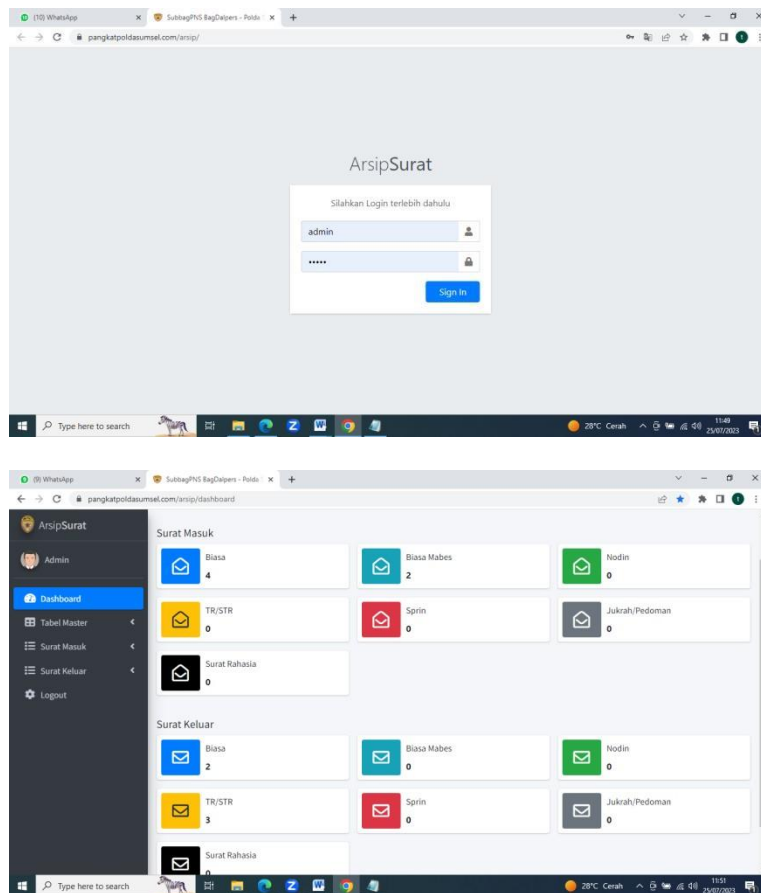 (10) WhatsApp
SubbagPNS BagDalpers - Polda
pangkatpoldasumsel.com/arsip/
ArsipSurat
Silahkan Login terlebih dahulu
admin
•••••
Sign In
Type here to search
28°C Cerah
11:49
25/07/2023
(9) WhatsApp
SubbagPNS BagDalpers - Polda
pangkatpoldasumsel.com/arsip/dashboard
ArsipSurat
Admin
Dashboard
Tabel Master
Surat Masuk
Surat Keluar
Logout
Surat Masuk
Biasa
4
Biasa Mabes
2
Nodin
0
TR/STR
0
Sprin
0
Jukrah/Pedoman
0
Surat Rahasia
0
Surat Keluar
Biasa
2
Biasa Mabes
0
Nodin
0
TR/STR
3
Sprin
0
Jukrah/Pedoman
0
Surat Rahasia
Type here to search
28°C Cerah
11:51
25/07/2023